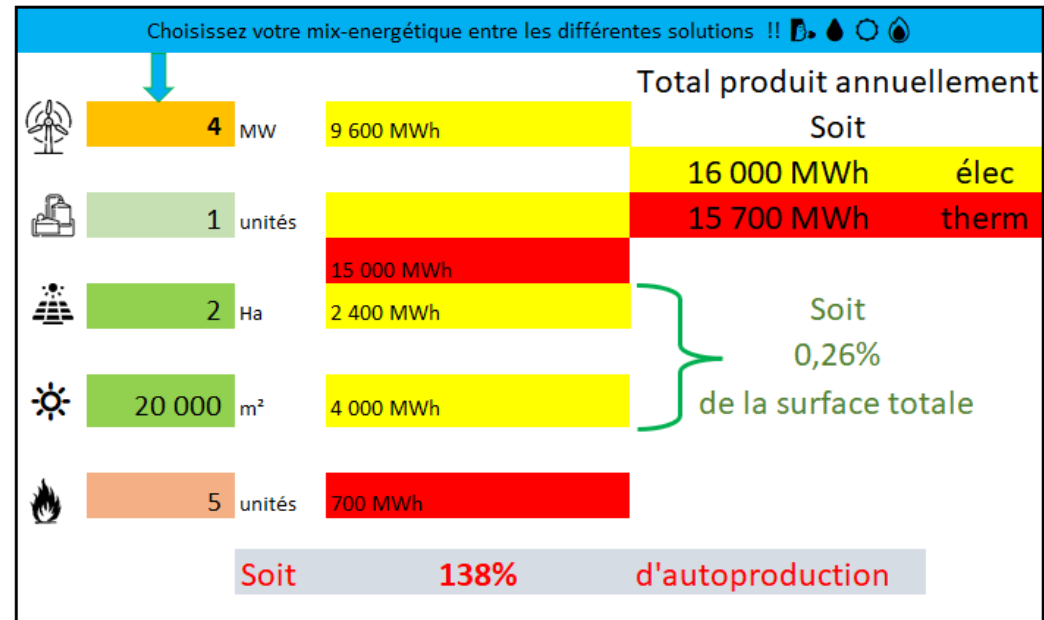 Choisissez votre mix-energétique entre les différentes solutions !!
Total produit annuellement
Soit
4 MW 9 600 MWh
16 000 MWh élec
15 700 MWh therm
1 unités
15 000 MWh
2 Ha 2 400 MWh
Soit
0,26%
de la surface totale
20 000 m² 4 000 MWh
5 unités 700 MWh
Soit 138% d'autoproduction